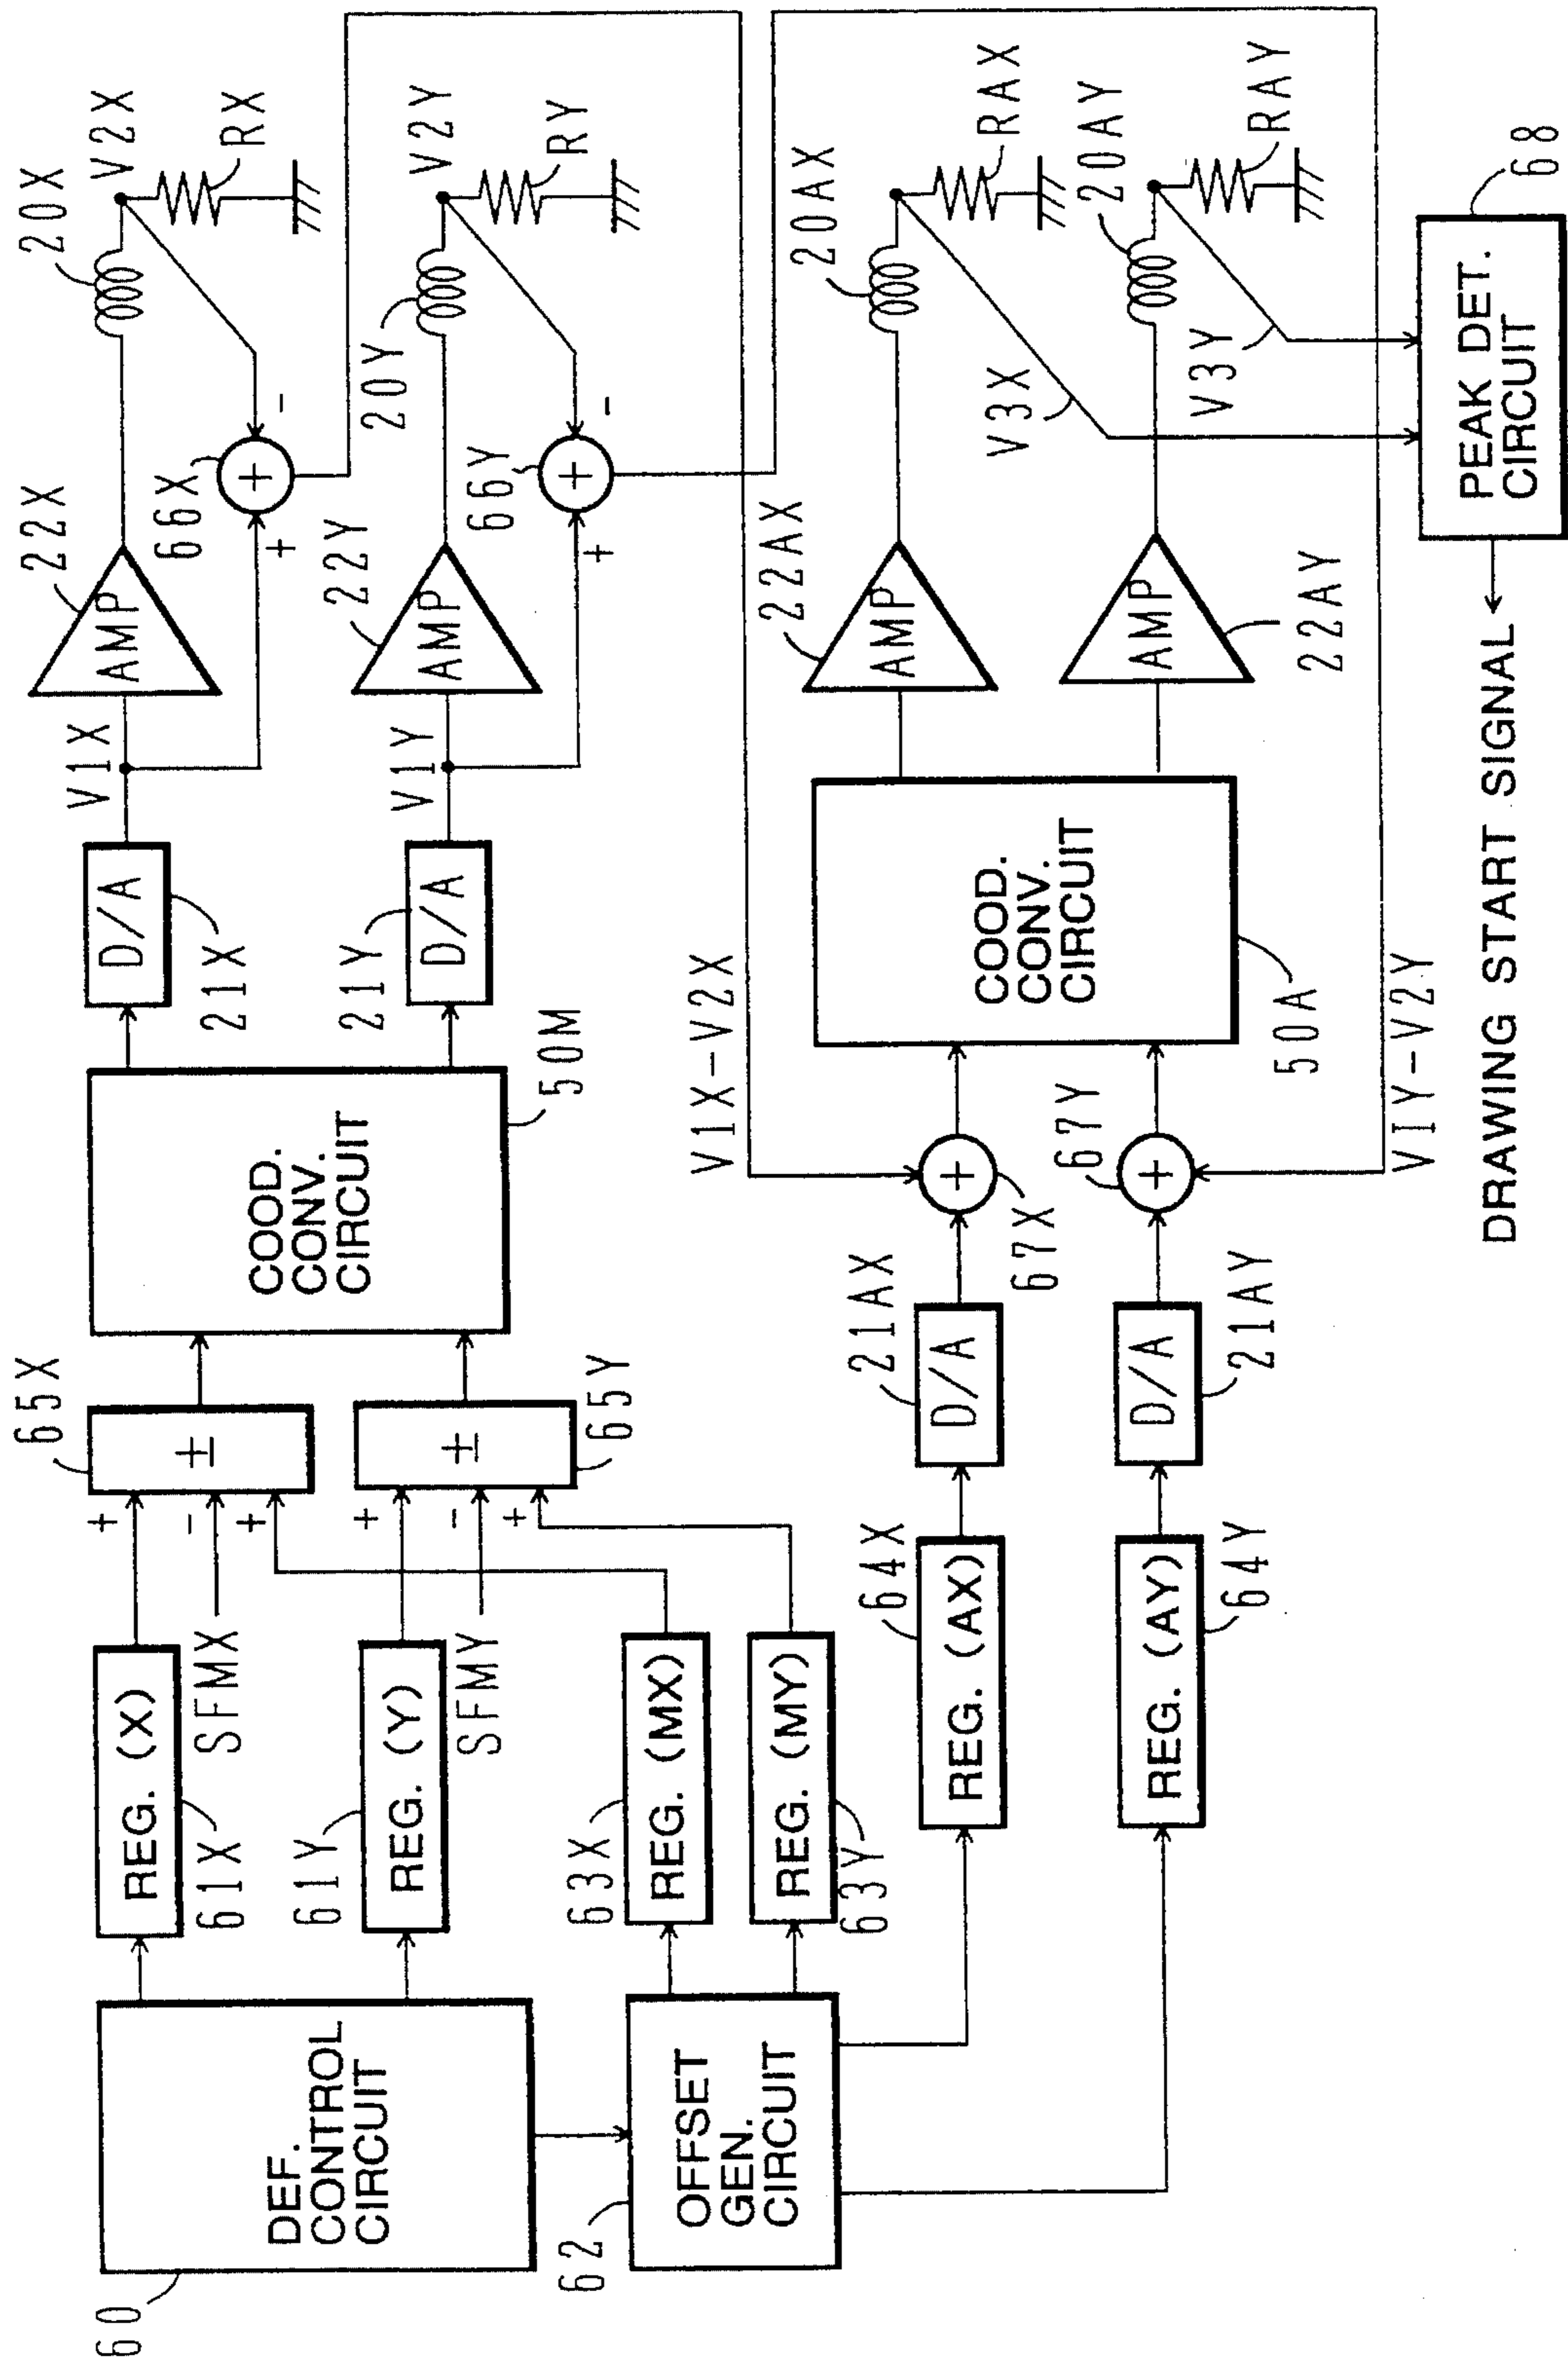 60
DEF.
CONTROL
CIRCUIT
REG. (X)
61X
SFMX
61Y
REG. (Y)
SFMY
65X
+
-
+
±
+
-
+
±
65Y
COOD.
CONV.
CIRCUIT
50M
D/A
21X
21Y
D/A
V1X
22X
AMP
66X
+
+
-
20X
V2X
RX
V1Y
22Y
AMP
66Y
+
+
-
20Y
V2Y
RY
62
OFFSET
GEN.
CIRCUIT
63X
REG. (MX)
REG. (MY)
63Y
64X
REG. (AX)
REG. (AY)
64Y
21AX
D/A
D/A
21AY
V1X-V2X
+
67X
67Y
+
VIY-V2Y
COOD.
CONV.
CIRCUIT
50A
22AX
AMP
AMP
22AY
20AX
RAX
V3X
20AY
RAY
V3Y
68
PEAK DET.
CIRCUIT
DRAWING START SIGNAL